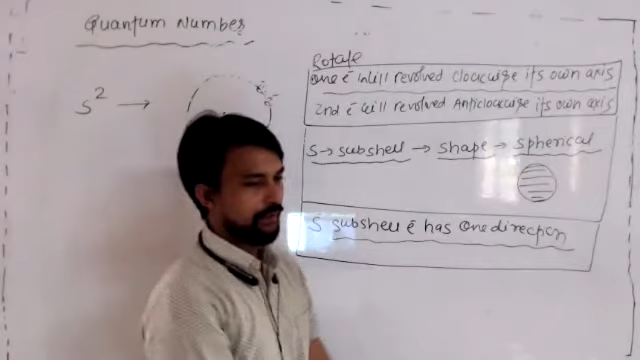 Quantum Number
S² →
e⁻
e⁻
Rotate
One e⁻ will revolved clockwise its own axis
2nd e⁻ will revolved Anticlockwise its own axis
S → subshell → shape → spherical
S subshell e⁻ has One direction